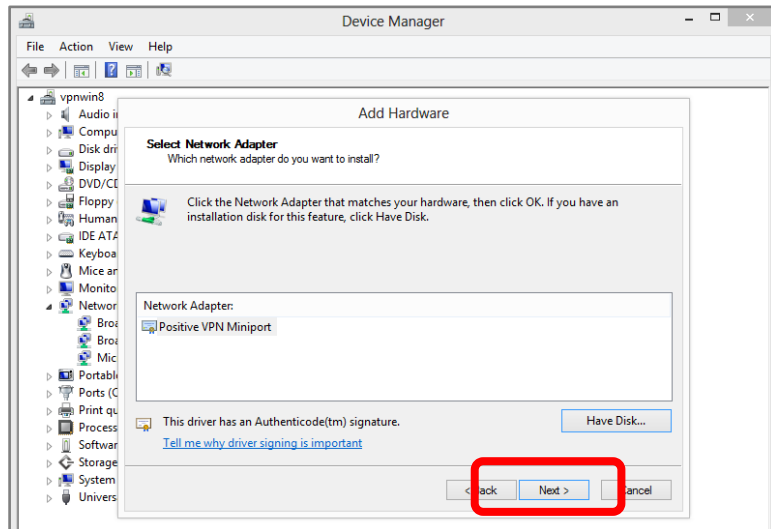 Device Manager
File Action View Help
vpnwin8
Audio i
Compu
Disk dri
Display
DVD/CD
Floppy
Human
IDE ATA
Keyboa
Mice an
Monito
Networ
Broa
Broa
Mic
Portabl
Ports (C
Print qu
Process
Softwar
Storage
System
Univers
Add Hardware
Select Network Adapter
Which network adapter do you want to install?
Click the Network Adapter that matches your hardware, then click OK. If you have an
installation disk for this feature, click Have Disk.
Network Adapter:
Positive VPN Miniport
This driver has an Authenticode(tm) signature.
Have Disk...
Tell me why driver signing is important
< Back Next > Cancel